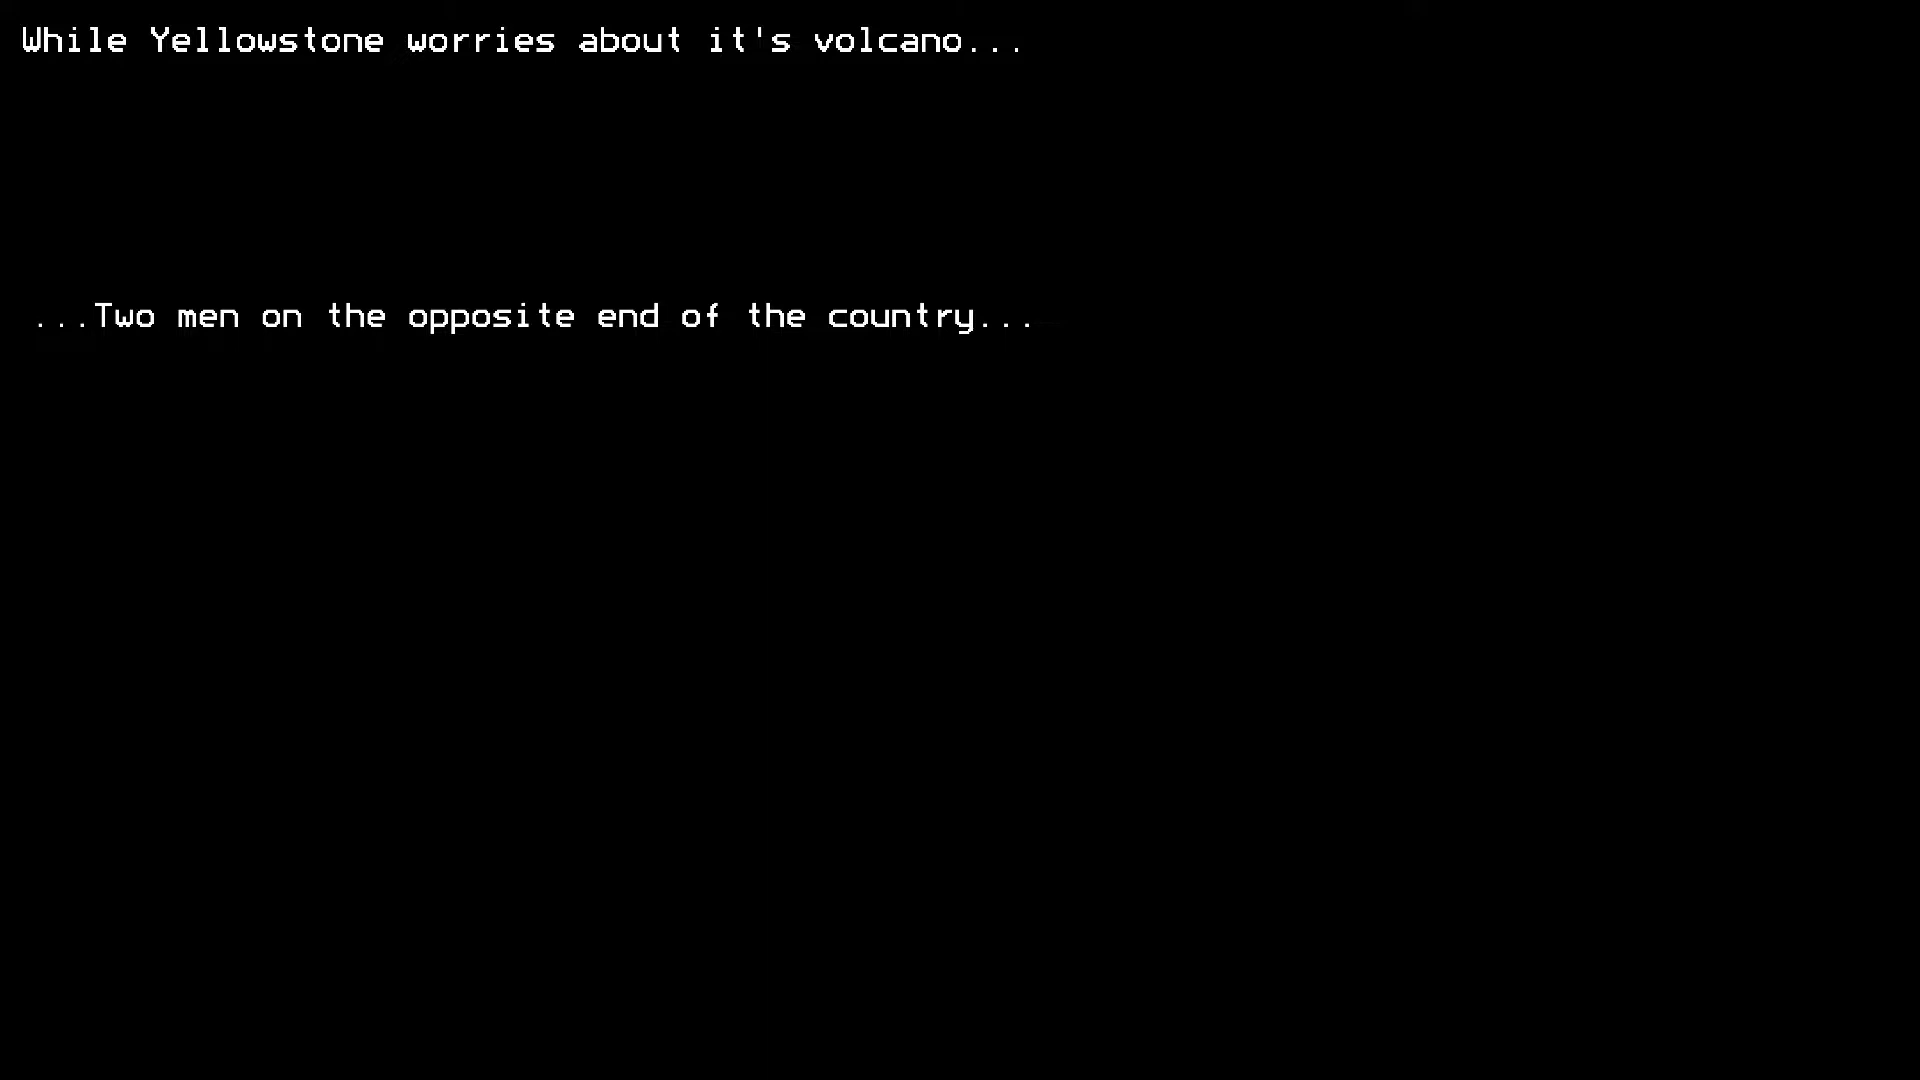 While Yellowstone worries about it's volcano...
...Two men on the opposite end of the country...